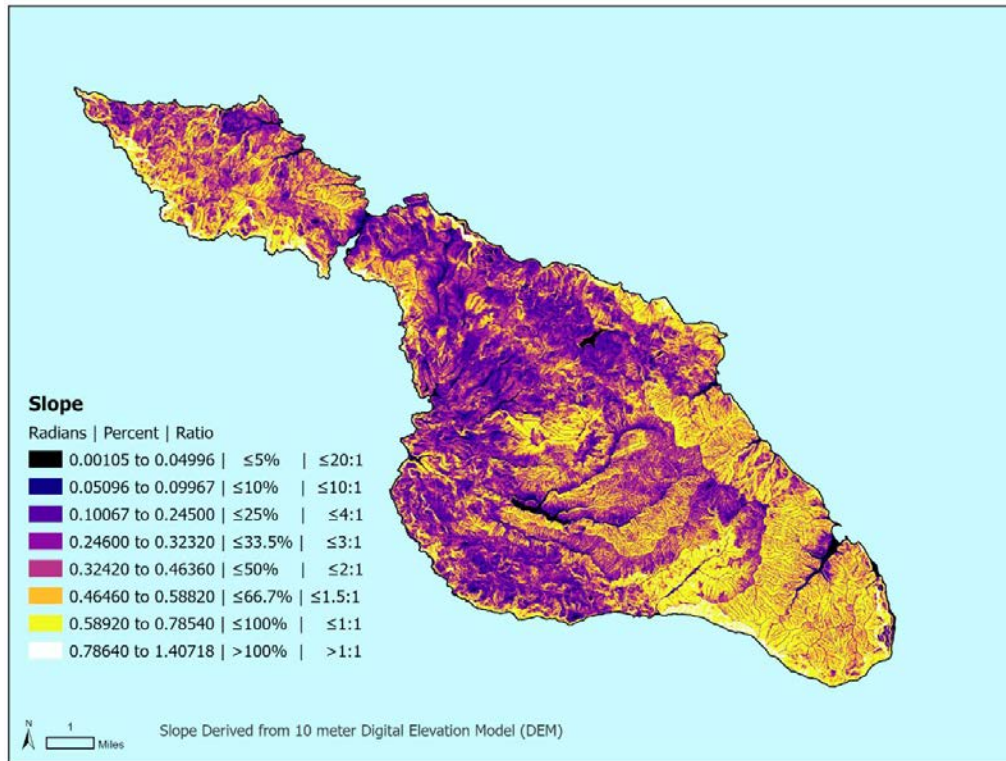 Slope
Radians | Percent | Ratio
0.00105 to 0.04996 | ≤5% | ≤20:1
0.05096 to 0.09967 | ≤10% | ≤10:1
0.10067 to 0.24500 | ≤25% | ≤4:1
0.24600 to 0.32320 | ≤33.5% | ≤3:1
0.32420 to 0.46360 | ≤50% | ≤2:1
0.46460 to 0.58820 | ≤66.7% | ≤1.5:1
0.58920 to 0.78540 | ≤100% | ≤1:1
0.78640 to 1.40718 | >100% | >1:1
N
1
Miles
Slope Derived from 10 meter Digital Elevation Model (DEM)